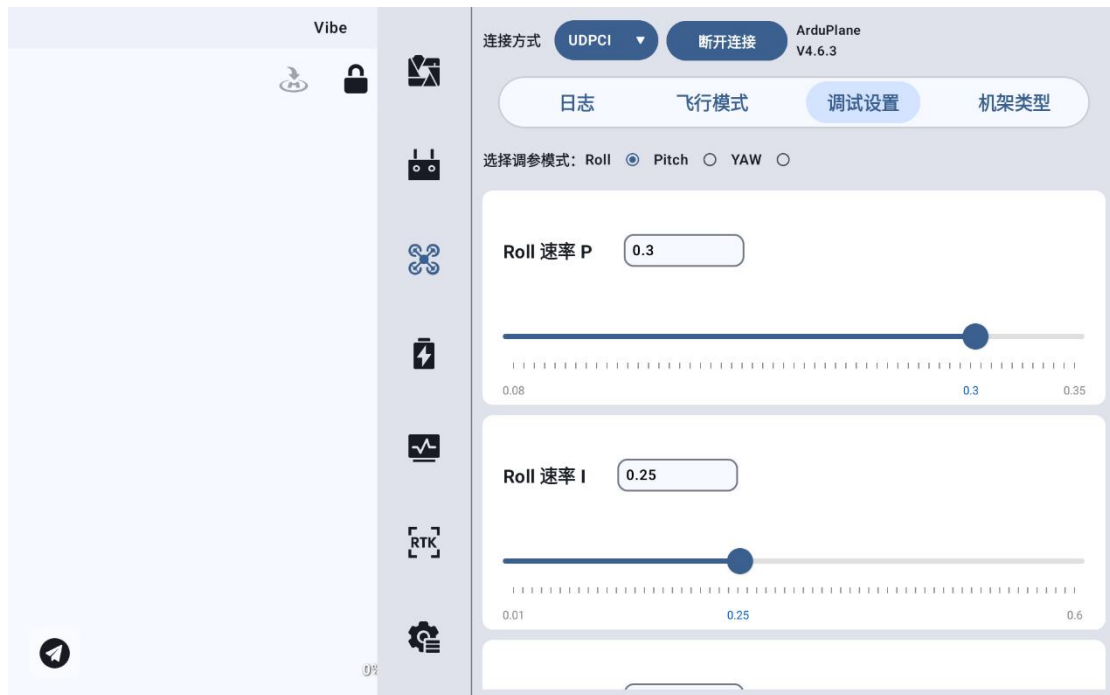 Vibe
连接方式 UDPCI ▼ 断开连接 ArduPlane
V4.6.3
日志 飞行模式 调试设置 机架类型
选择调参模式: Roll Pitch YAW
Roll 速率 P 0.3
0.08 0.3 0.35
Roll 速率 I 0.25
0.01 0.25 0.6
RTK
0%